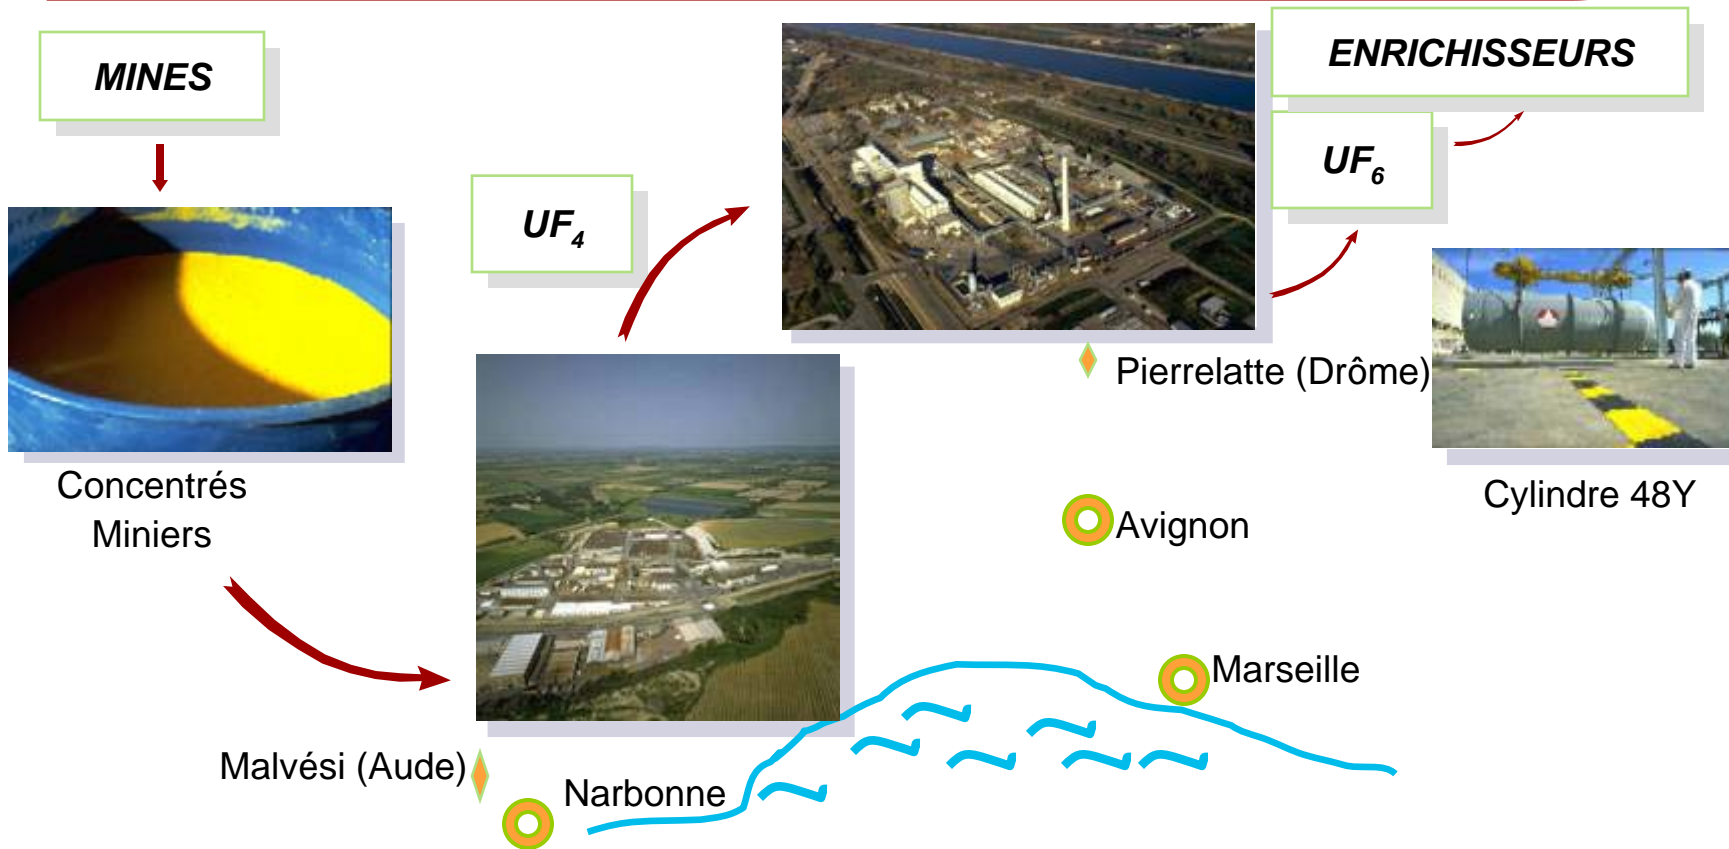 MINES
ENRICHISSEURS
UF6
UF4
Pierrelatte (Drôme)
Concentrés
Miniers
Cylindre 48Y
Avignon
Marseille
Malvési (Aude)
Narbonne